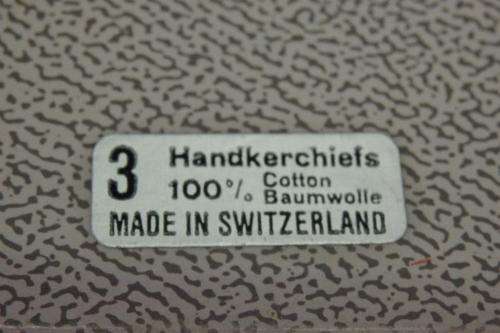 3 Handkerchiefs
100% Cotton
Baumwolle
MADE IN SWITZERLAND